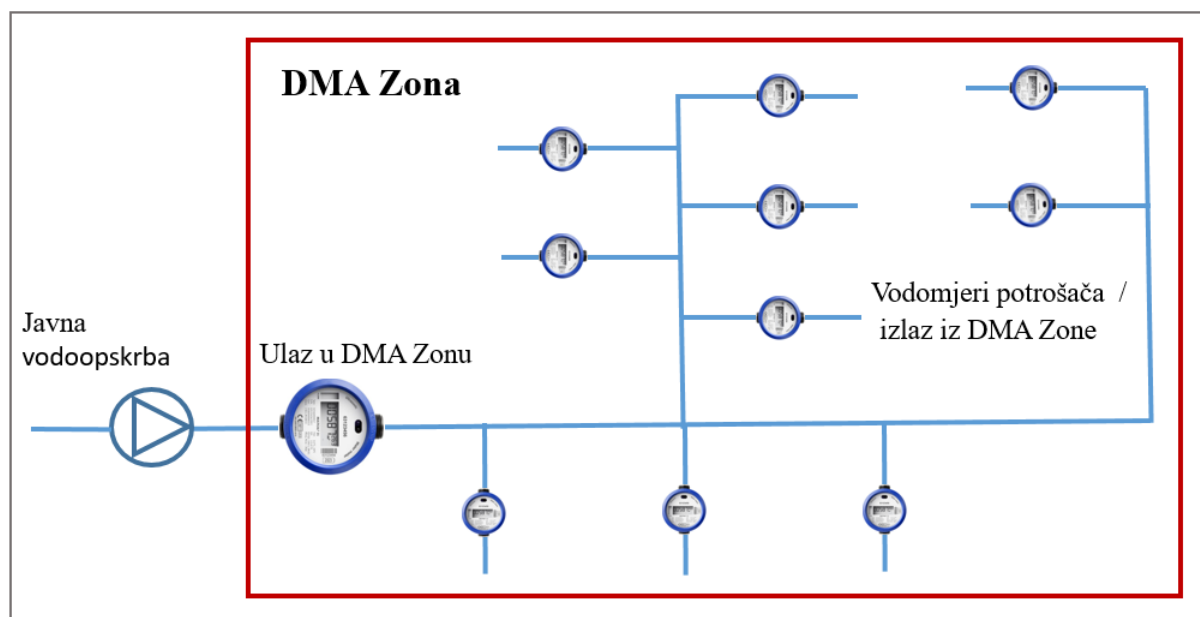 DMA Zona
Vodomjeri potrošača /
izlaz iz DMA Zone
Javna
vodoopskrba
Ulaz u DMA Zonu